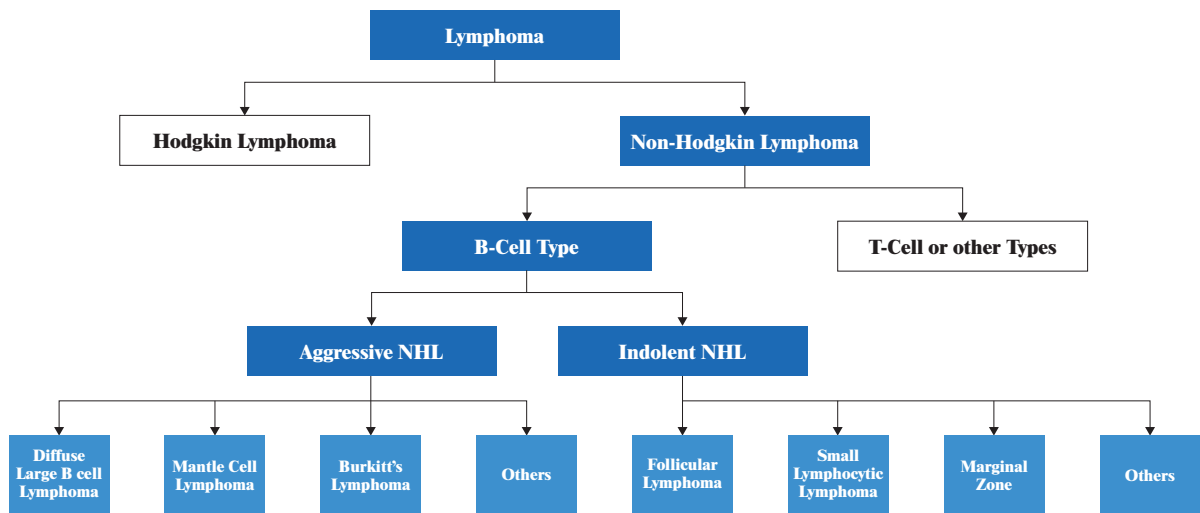 Lymphoma
Hodgkin Lymphoma
Non-Hodgkin Lymphoma
B-Cell Type
T-Cell or other Types
Aggressive NHL
Indolent NHL
Diffuse
Large B cell
Lymphoma
Mantle Cell
Lymphoma
Burkitt's
Lymphoma
Others
Follicular
Lymphoma
Small
Lymphocytic
Lymphoma
Marginal
Zone
Others